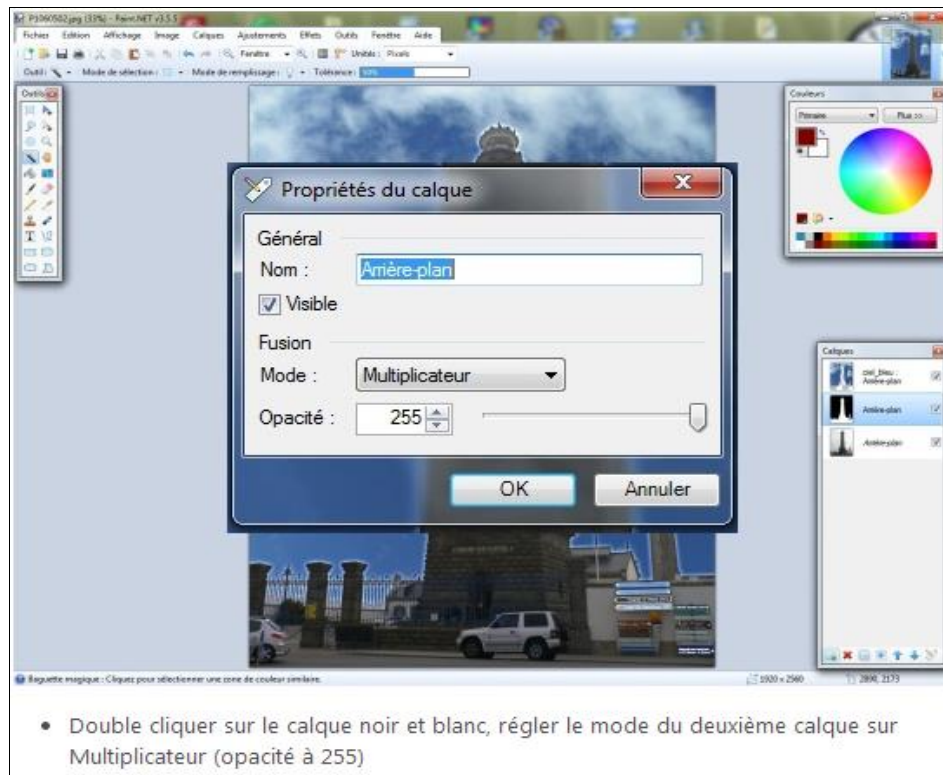 P1060502.jpg (33%) - Paint.NET v3.5.5
Fichier Edition Affichage Image Calques Ajustements Effets Outils Fenêtre Aide
Fenêtre Unités : Pixels
Outil : Mode de sélection : Mode de remplissage : Tolérance : 50%
Outils
Couleurs
Primaire
Plus >>
Propriétés du calque
Général
Nom :
Arrière-plan
Visible
Fusion
Mode :
Multiplicateur
Opacité :
255
OK
Annuler
Calques
ciel_bleu :
Arrière-plan
Arrière-plan
Arrière-plan
Baguette magique : Cliquez pour sélectionner une zone de couleur similaire.
1920 x 2560
2890, 2173
• Double cliquer sur le calque noir et blanc, régler le mode du deuxième calque sur
Multiplicateur (opacité à 255)